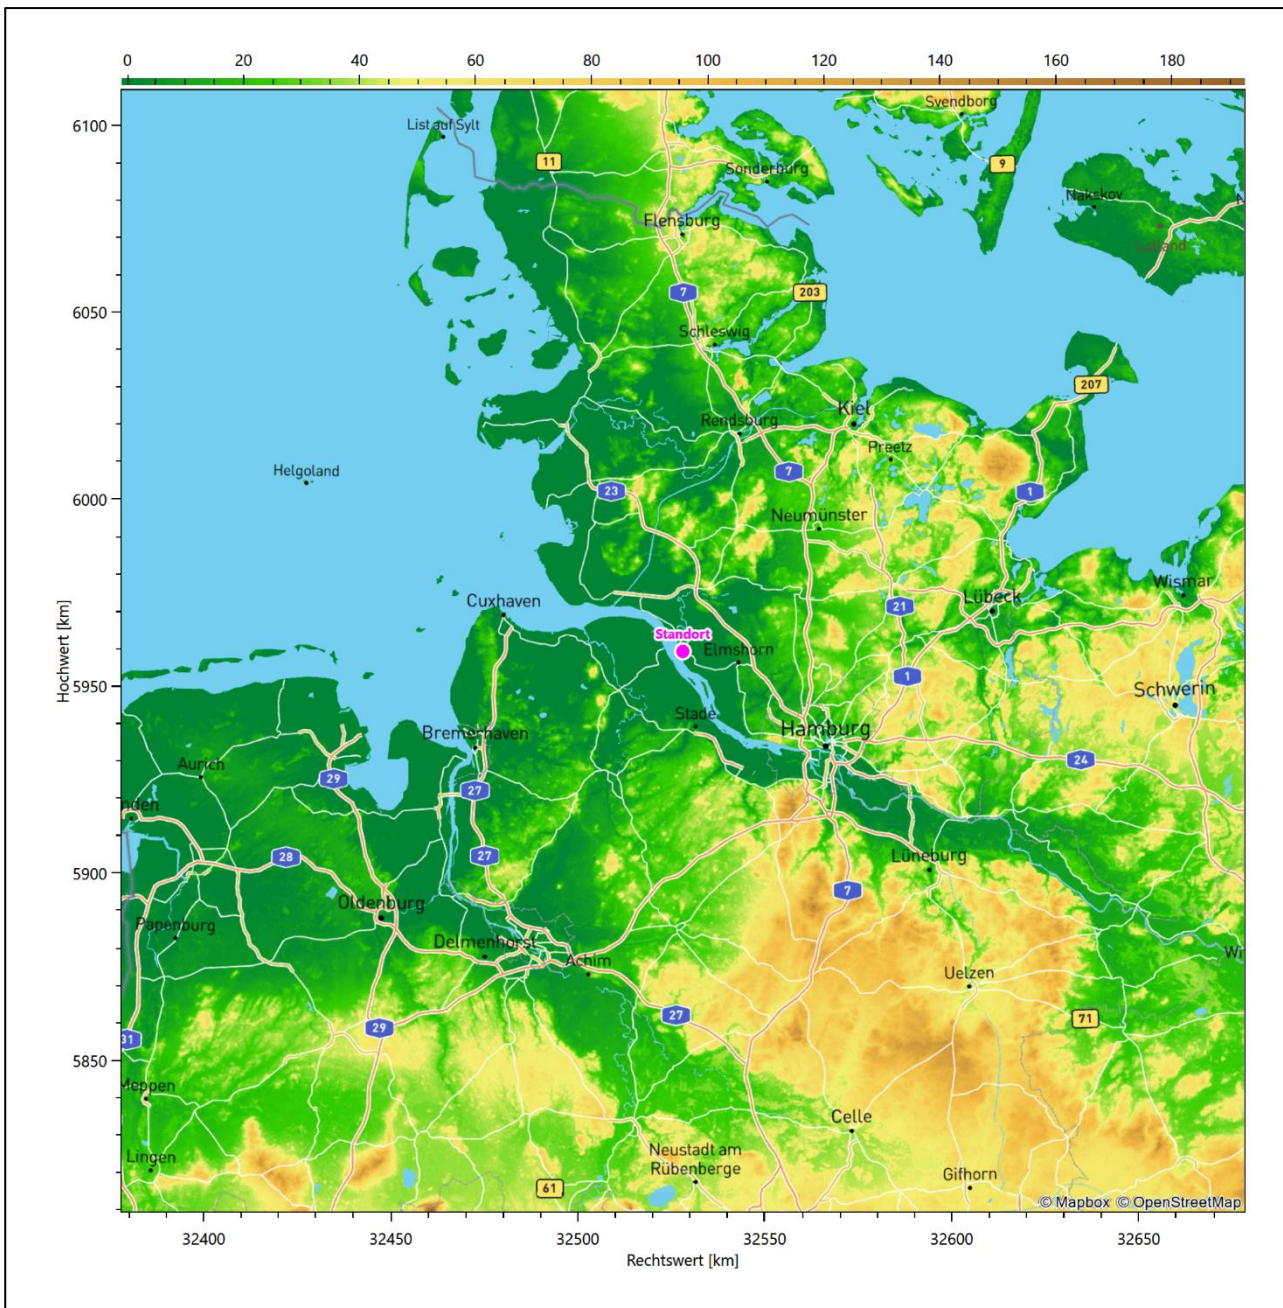 0 20 40 60 80 100 120 140 160 180
Svendborg
6100
List auf Sylt
11
9
Sonderburg
Nakskov
Lolland
Flensburg
6050
7
203
Schleswig
207
Kiel
Rendsburg
Preetz
Helgoland
7
6000
23
1
Neumünster
Wismar
Cuxhaven
21
Lübeck
Standort
Elmshorn
Hochwert [km]
5950
1
Schwerin
Stade
Hamburg
Bremerhaven
24
Aurich
29
27
nden
28
27
Lüneburg
5900
7
Oldenburg
Papenburg
Delmenhorst
Achim
Wi
Uelzen
27
71
29
31
5850
Meppen
Celle
Neustadt am
Rübenberge
Lingen
Gifhorn
61
© Mapbox © OpenStreetMap
32400 32450 32500 32550 32600 32650
Rechtswert [km]